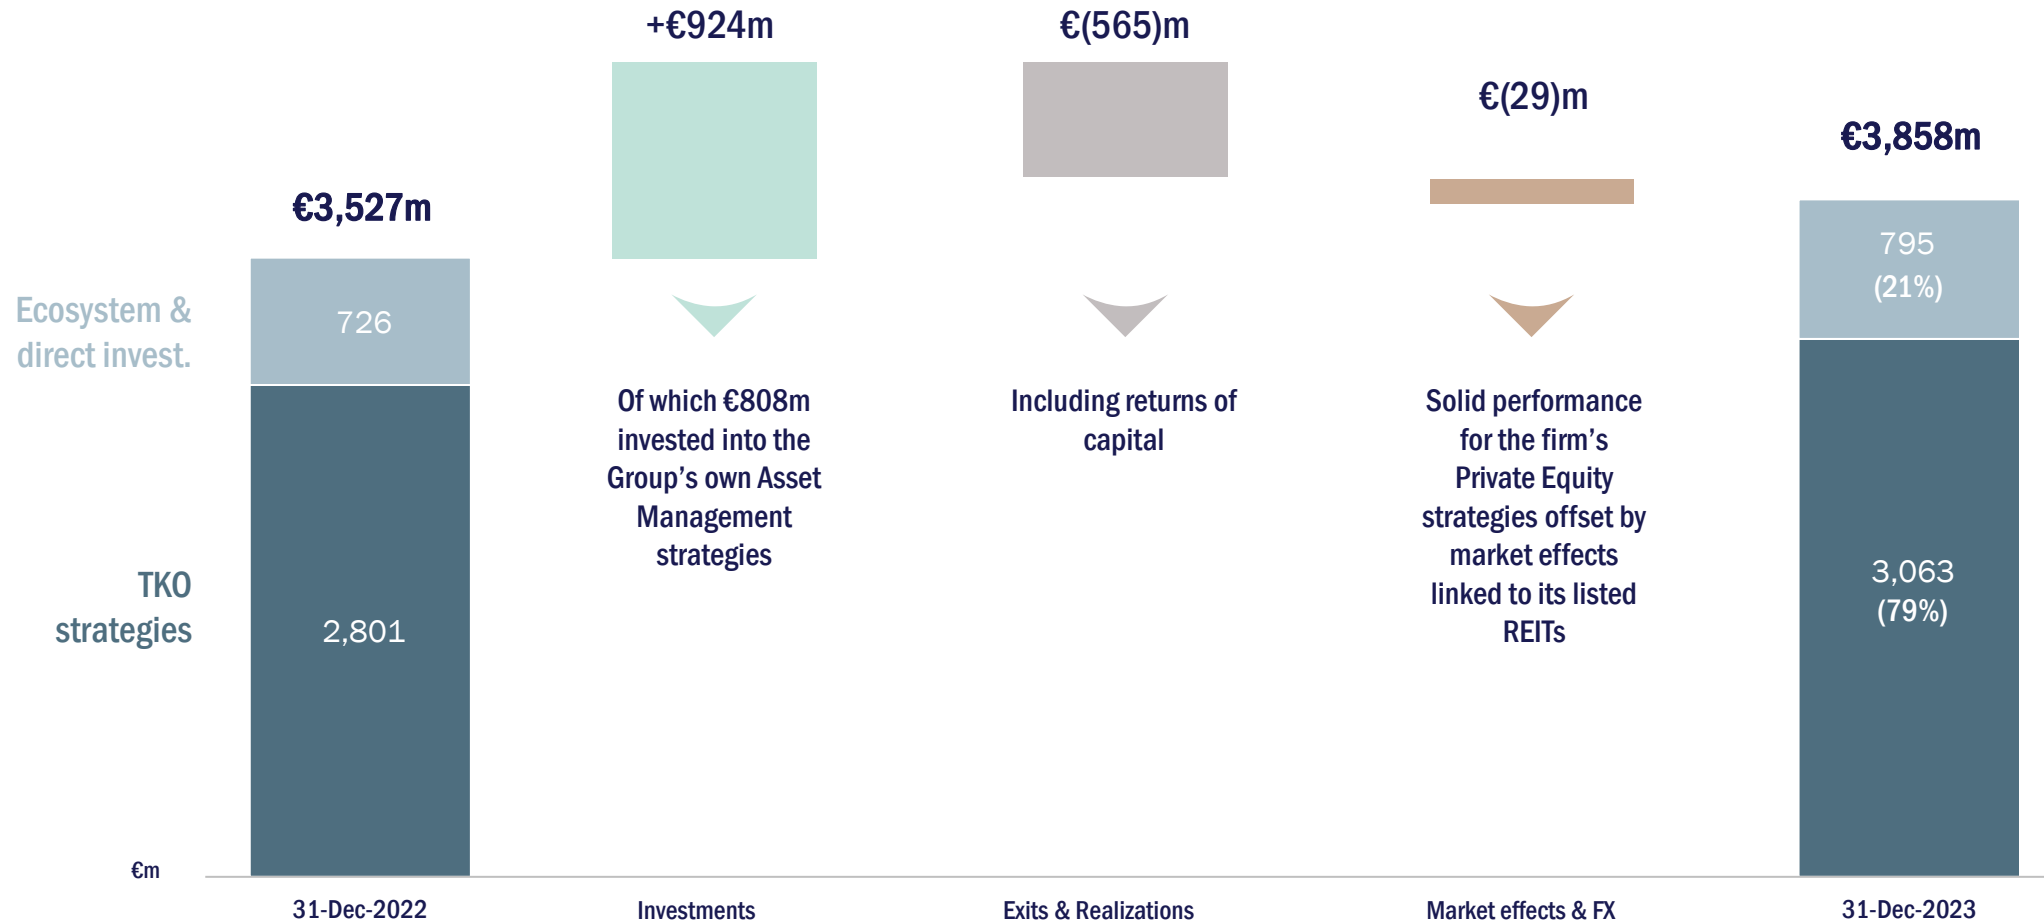 +€924m
€(565)m
€(29)m
€3,858m
€3,527m
795
(21%)
Ecosystem &
direct invest.
726
Of which €808m
invested into the
Group’s own Asset
Management
strategies
Including returns of
capital
Solid performance
for the firm’s
Private Equity
strategies offset by
market effects
linked to its listed
REITs
TKO
strategies
2,801
3,063
(79%)
€m
31-Dec-2022
Investments
Exits & Realizations
Market effects & FX
31-Dec-2023